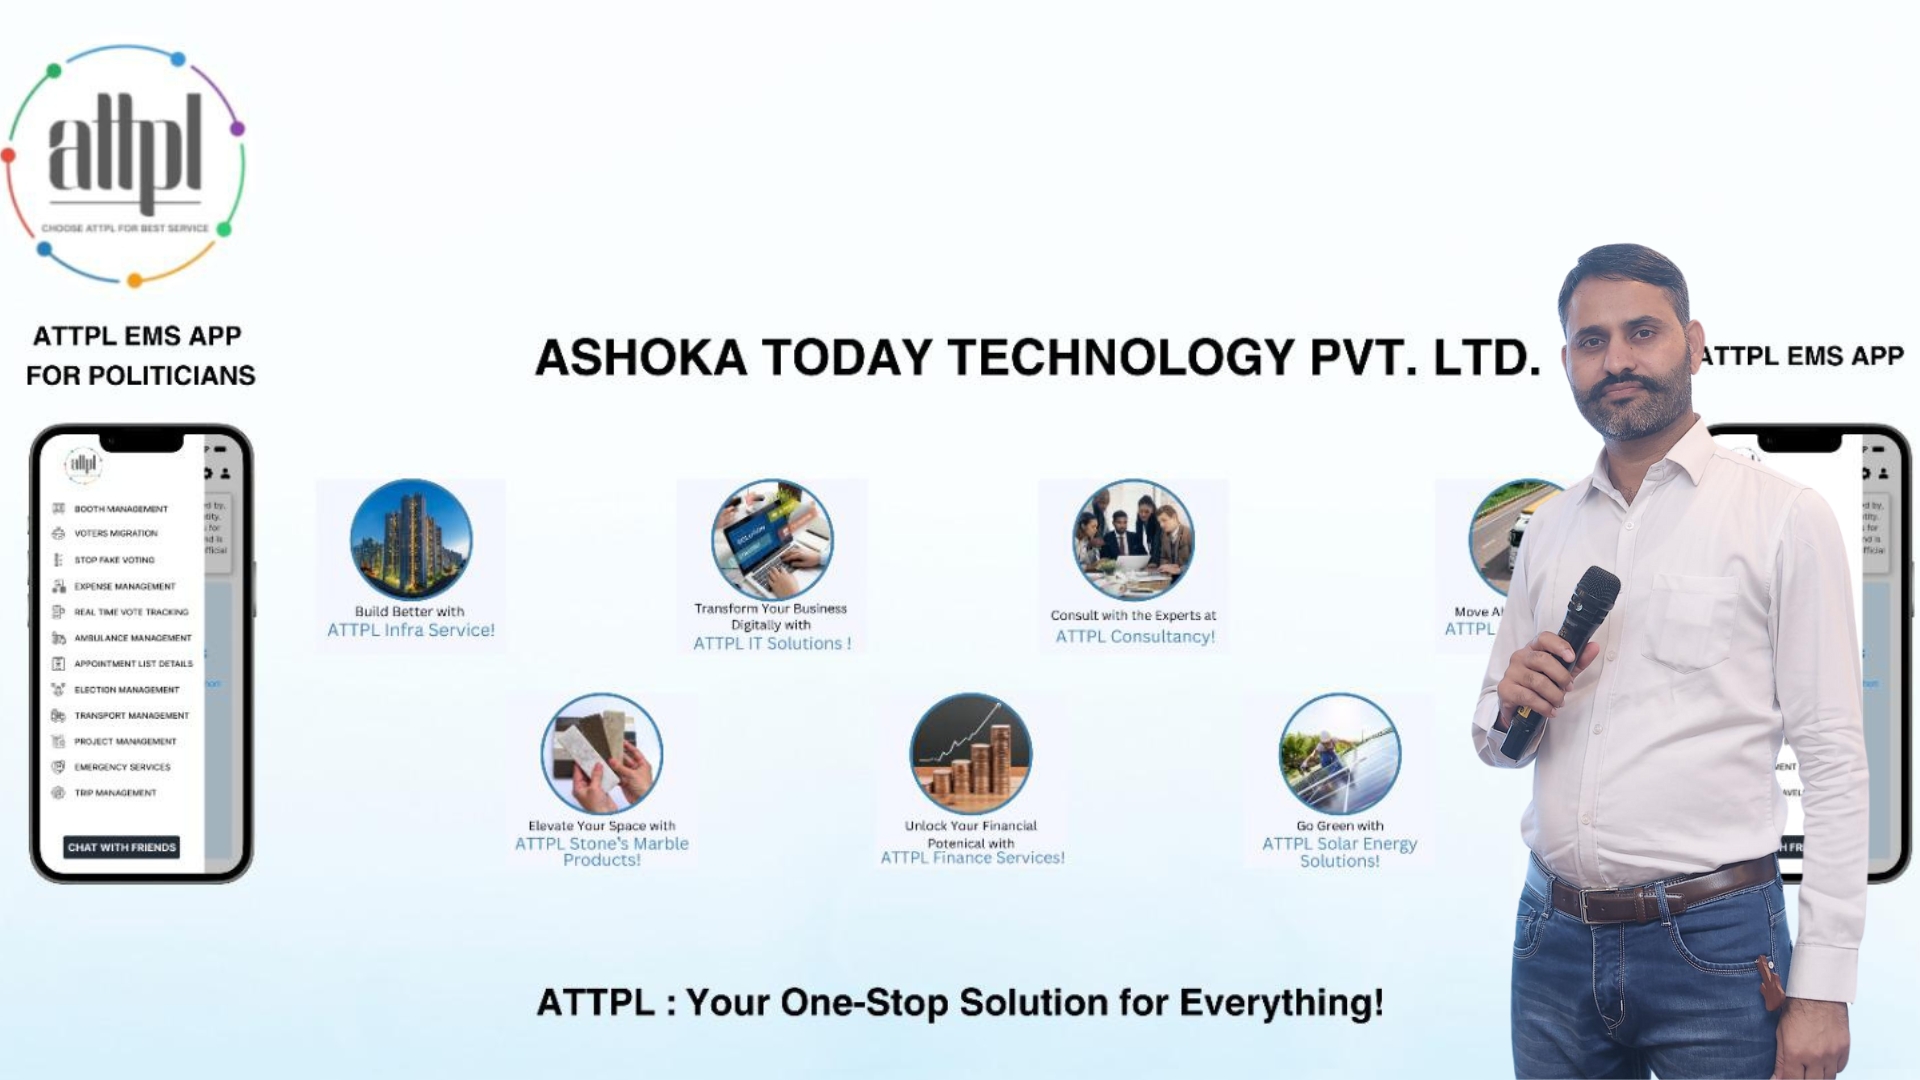 attpl
CHOOSE ATTPL FOR BEST SERVICE
ATTPL EMS APP
FOR POLITICIANS
attpl
BOOTH MANAGEMENT
VOTERS MIGRATION
STOP FAKE VOTING
EXPENSE MANAGEMENT
REAL TIME VOTE TRACKING
AMBULANCE MANAGEMENT
APPOINTMENT LIST DETAILS
ELECTION MANAGEMENT
TRANSPORT MANAGEMENT
PROJECT MANAGEMENT
EMERGENCY SERVICES
TRIP MANAGEMENT
CHAT WITH FRIENDS
ASHOKA TODAY TECHNOLOGY PVT. LTD.
Build Better with
ATTPL Infra Service!
Transform Your Business
Digitally with
ATTPL IT Solutions !
Consult with the Experts at
ATTPL Consultancy!
Move
ATTPL
Elevate Your Space with
ATTPL Stone's Marble
Products!
Unlock Your Financial
Potenical with
ATTPL Finance Services!
Go Green with
ATTPL Solar Energy
Solutions!
ATTPL EMS APP
ATTPL : Your One-Stop Solution for Everything!